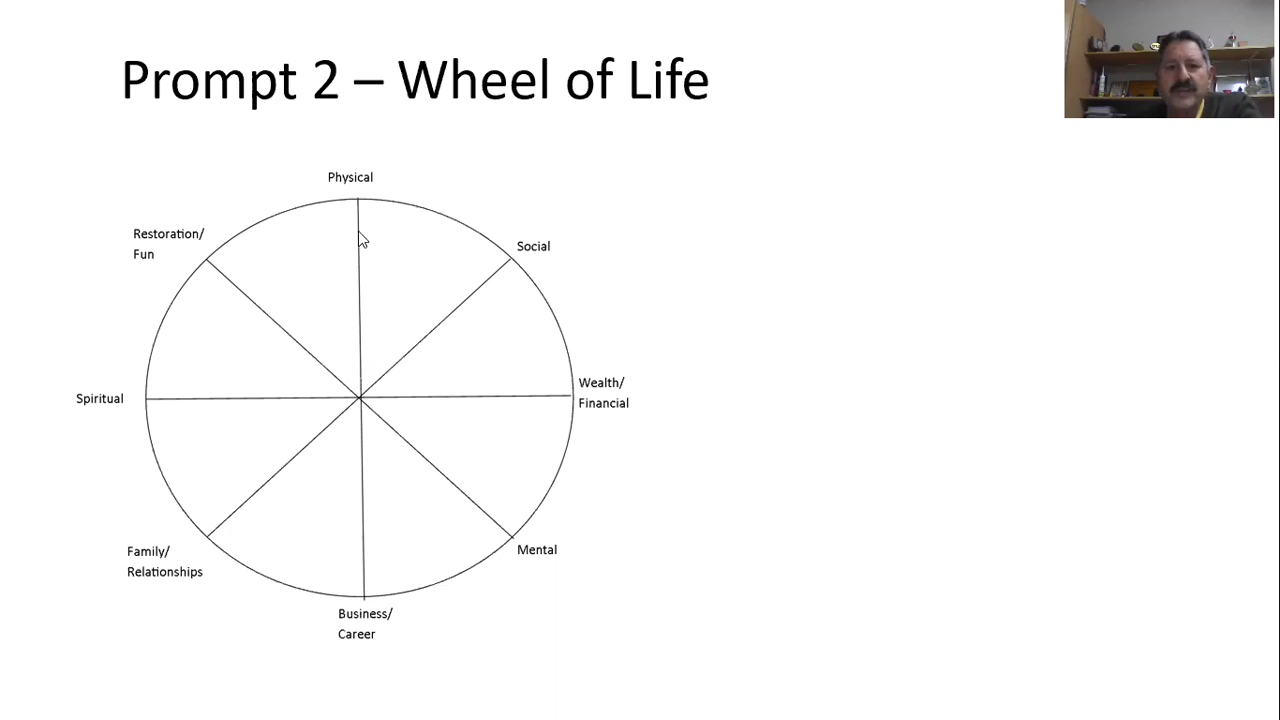 Prompt 2 – Wheel of Life
Physical
Restoration/
Fun
Social
Spiritual
Wealth/
Financial
Family/
Relationships
Mental
Business/
Career